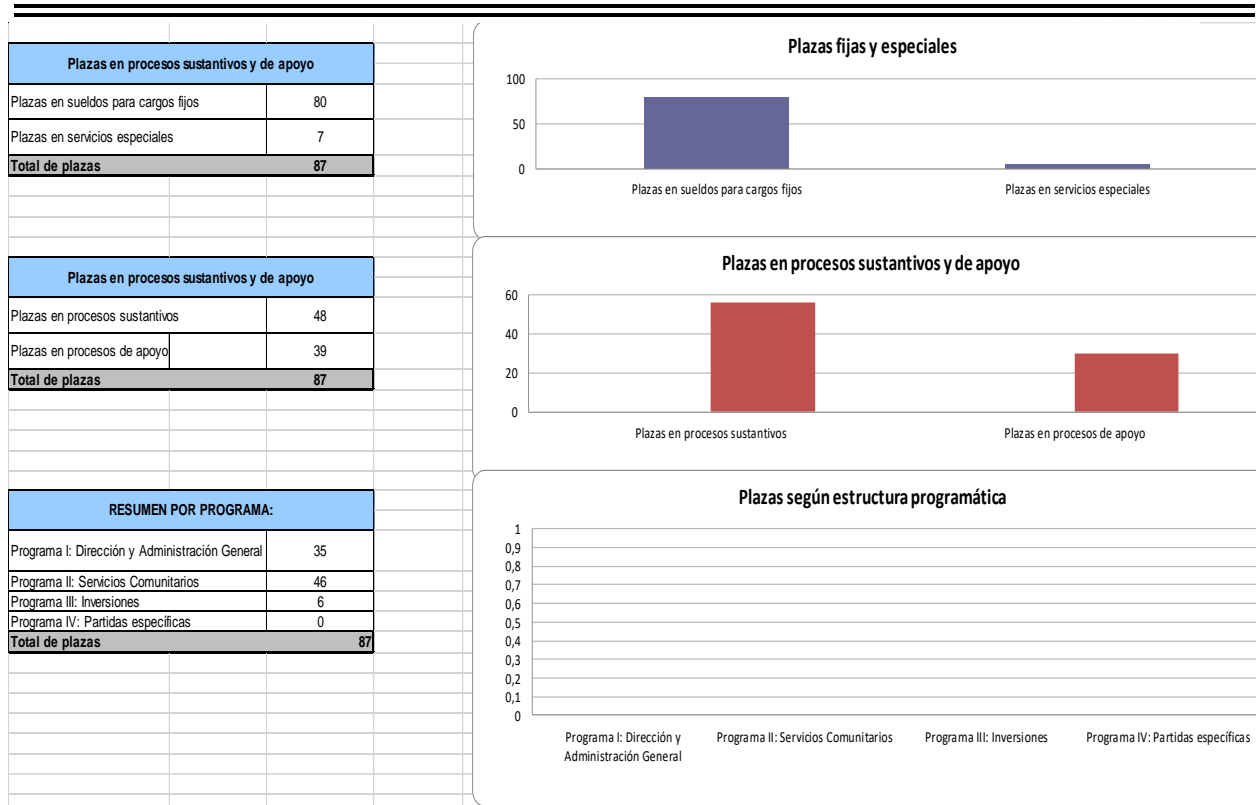 Plazas en procesos sustantivos y de apoyo
Plazas en sueldos para cargos fijos 80
Plazas en servicios especiales 7
Total de plazas 87
Plazas fijas y especiales
100
50
0
Plazas en sueldos para cargos fijos Plazas en servicios especiales
Plazas en procesos sustantivos y de apoyo
Plazas en procesos sustantivos 48
Plazas en procesos de apoyo 39
Total de plazas 87
Plazas en procesos sustantivos y de apoyo
60
40
20
0
Plazas en procesos sustantivos Plazas en procesos de apoyo
RESUMEN POR PROGRAMA:
Programa I: Dirección y Administración General 35
Programa II: Servicios Comunitarios 46
Programa III: Inversiones 6
Programa IV: Partidas específicas 0
Total de plazas 87
Plazas según estructura programática
1
0,9
0,8
0,7
0,6
0,5
0,4
0,3
0,2
0,1
0
Programa I: Dirección y Programa II: Servicios Comunitarios Programa III: Inversiones Programa IV: Partidas específicas
Administración General